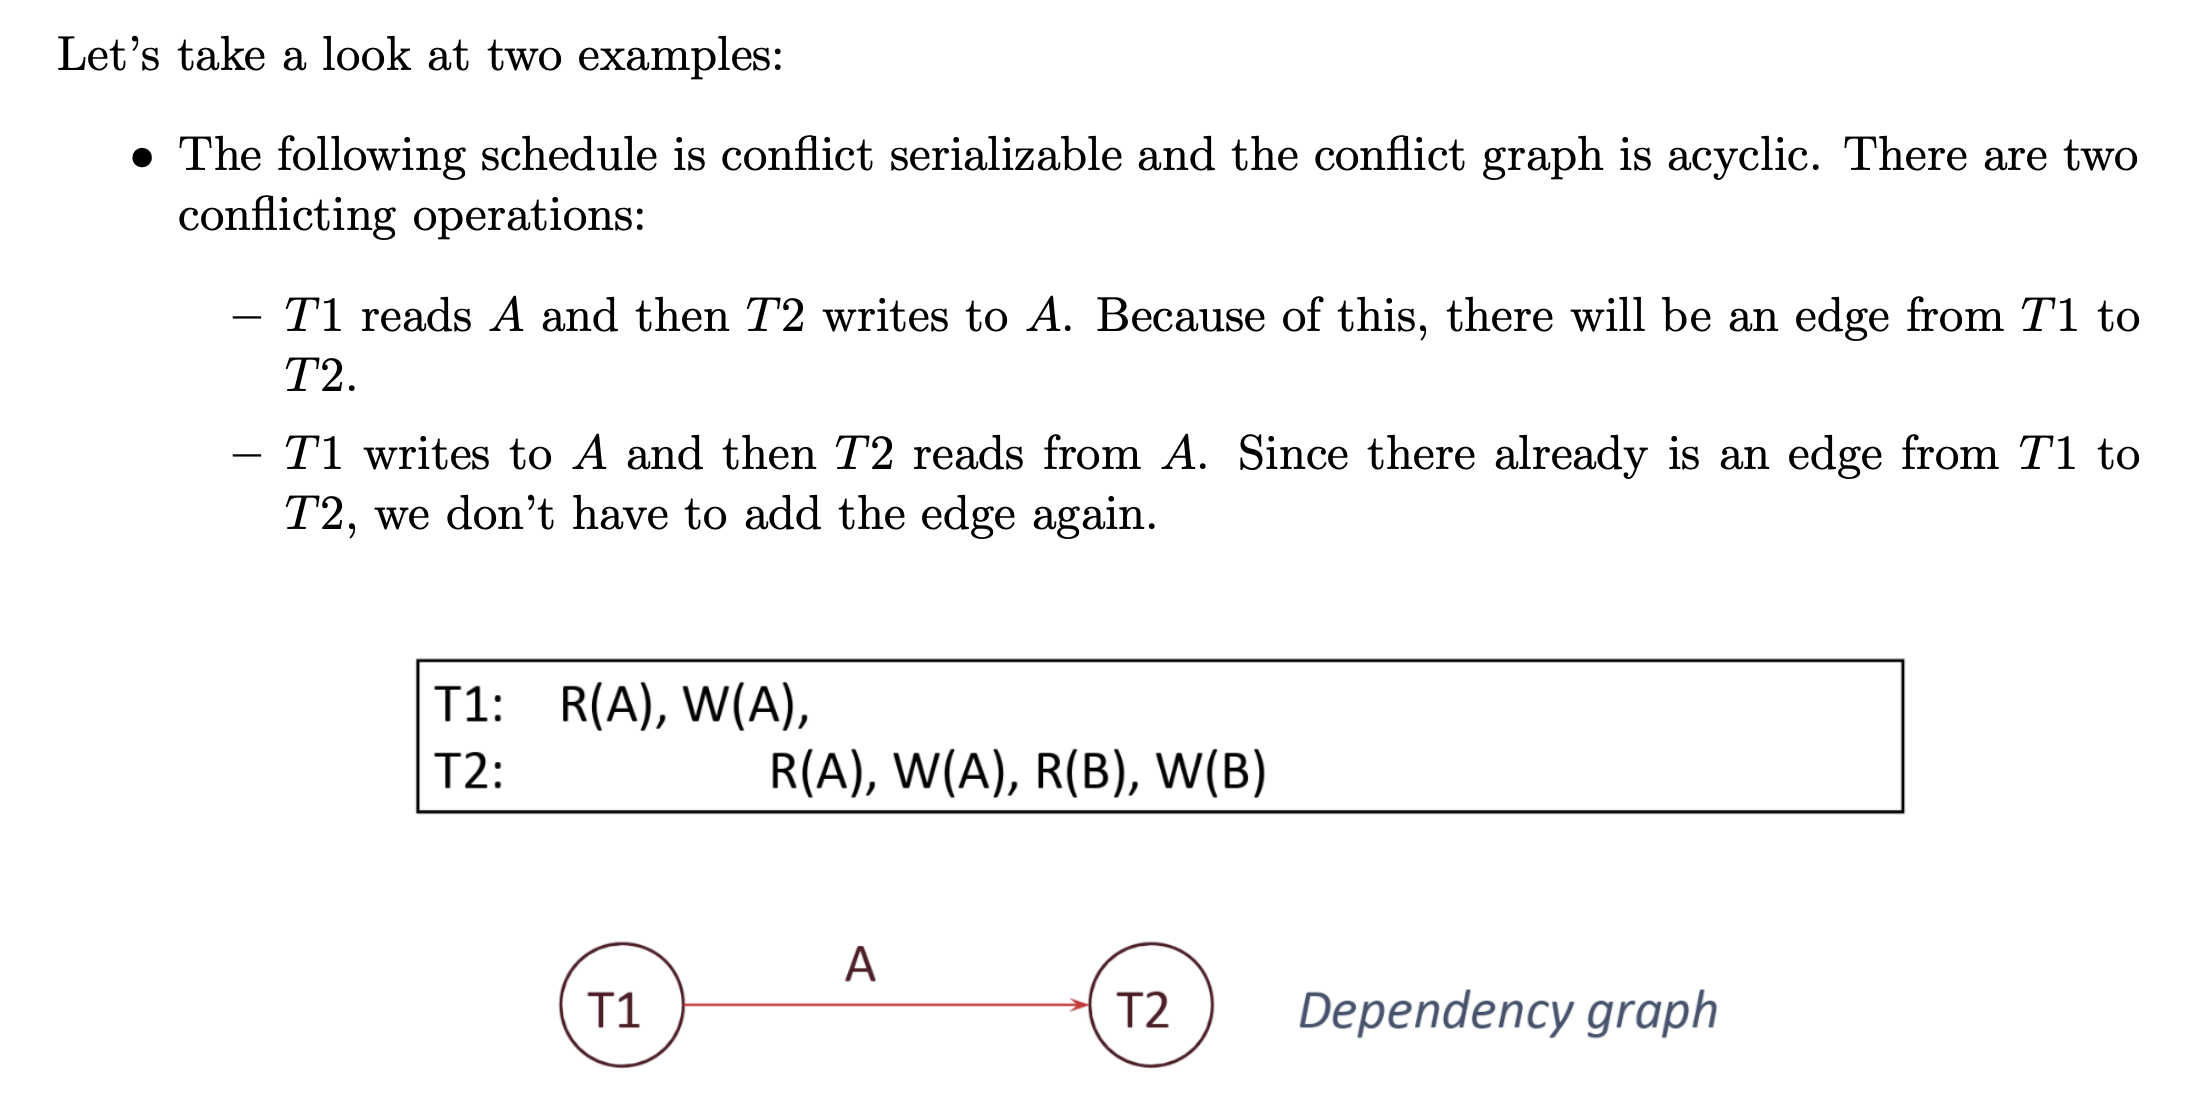 Let's take a look at two examples:
• The following schedule is conflict serializable and the conflict graph is acyclic. There are two
conflicting operations:
– T1 reads A and then T2 writes to A. Because of this, there will be an edge from T1 to
T2.
– T1 writes to A and then T2 reads from A. Since there already is an edge from T1 to
T2, we don't have to add the edge again.
T1: R(A), W(A),
T2: R(A), W(A), R(B), W(B)
A
T1 T2 Dependency graph